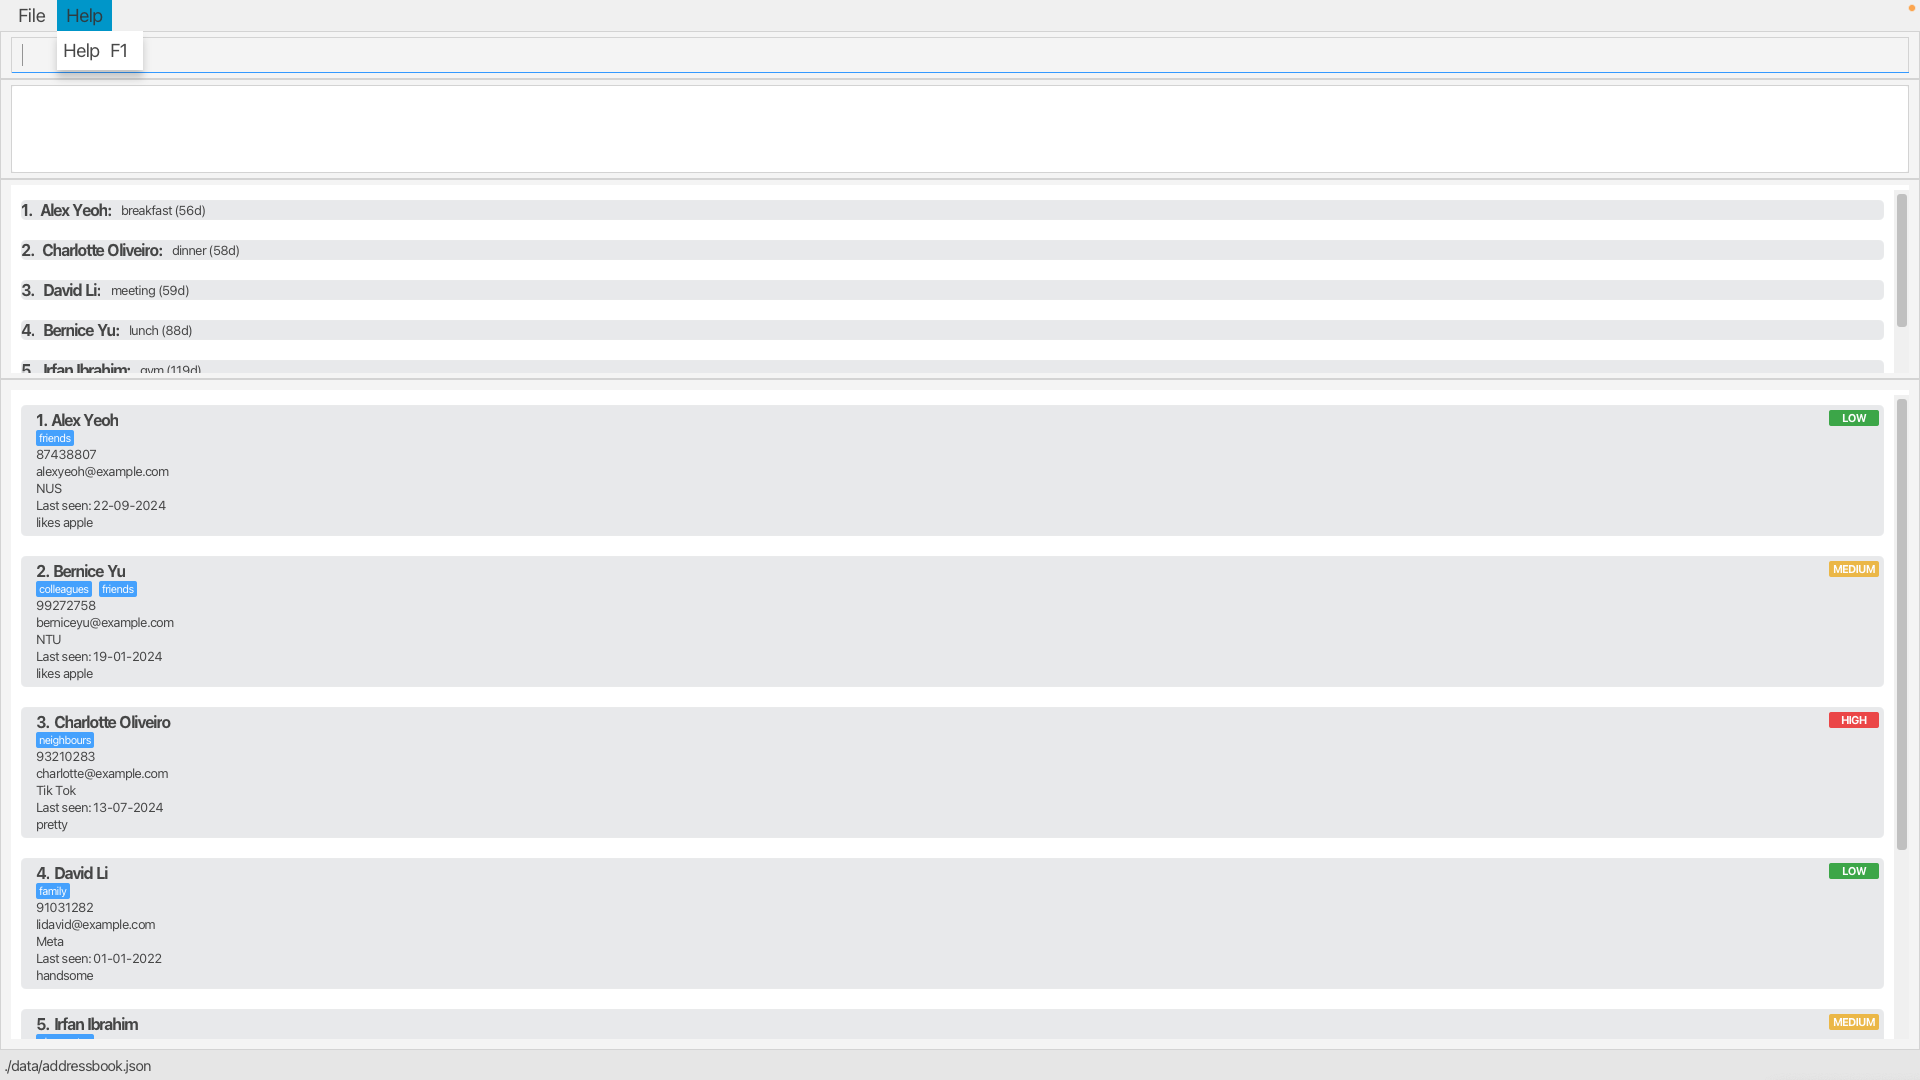 File Help
Help F1
1. Alex Yeoh: breakfast (56d)
2. Charlotte Oliveiro: dinner (58d)
3. David Li: meeting (59d)
4. Bernice Yu: lunch (88d)
5. Irfan Ibrahim: gym (119d)
1. Alex Yeoh LOW
friends
87438807
alexyeoh@example.com
NUS
Last seen: 22-09-2024
likes apple
2. Bernice Yu MEDIUM
colleagues friends
99272758
berniceyu@example.com
NTU
Last seen: 19-01-2024
likes apple
3. Charlotte Oliveiro HIGH
neighbours
93210283
charlotte@example.com
Tik Tok
Last seen: 13-07-2024
pretty
4. David Li LOW
family
91031282
lidavid@example.com
Meta
Last seen: 01-01-2022
handsome
5. Irfan Ibrahim MEDIUM
./data/addressbook.json